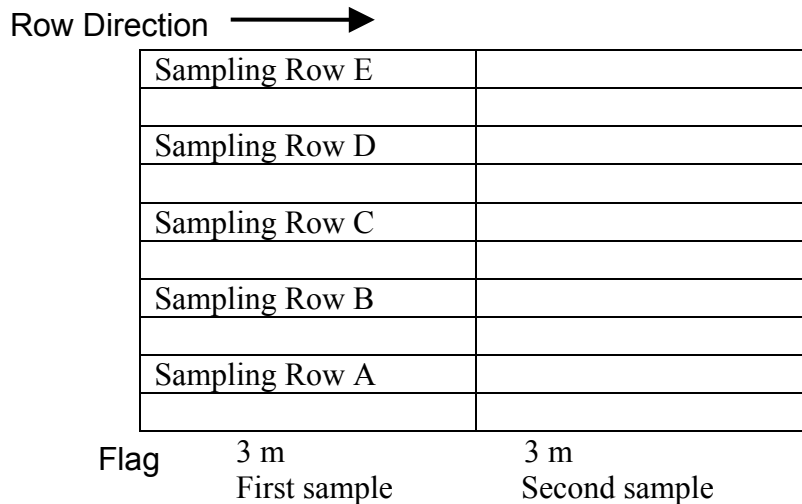 Row Direction
Sampling Row E
Sampling Row D
Sampling Row C
Sampling Row B
Sampling Row A
Flag 3 m 3 m
First sample Second sample